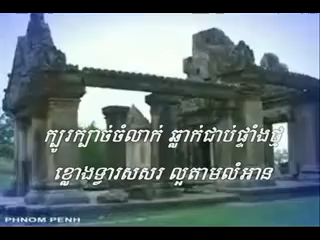 ក្បូរក្បាច់ចំលាក់ ឆ្លាក់ជាប់ផ្ទាំងថ្ម
ខ្លោងទ្វារសសរ ល្អតាមលំអាន
PHNOM PENH